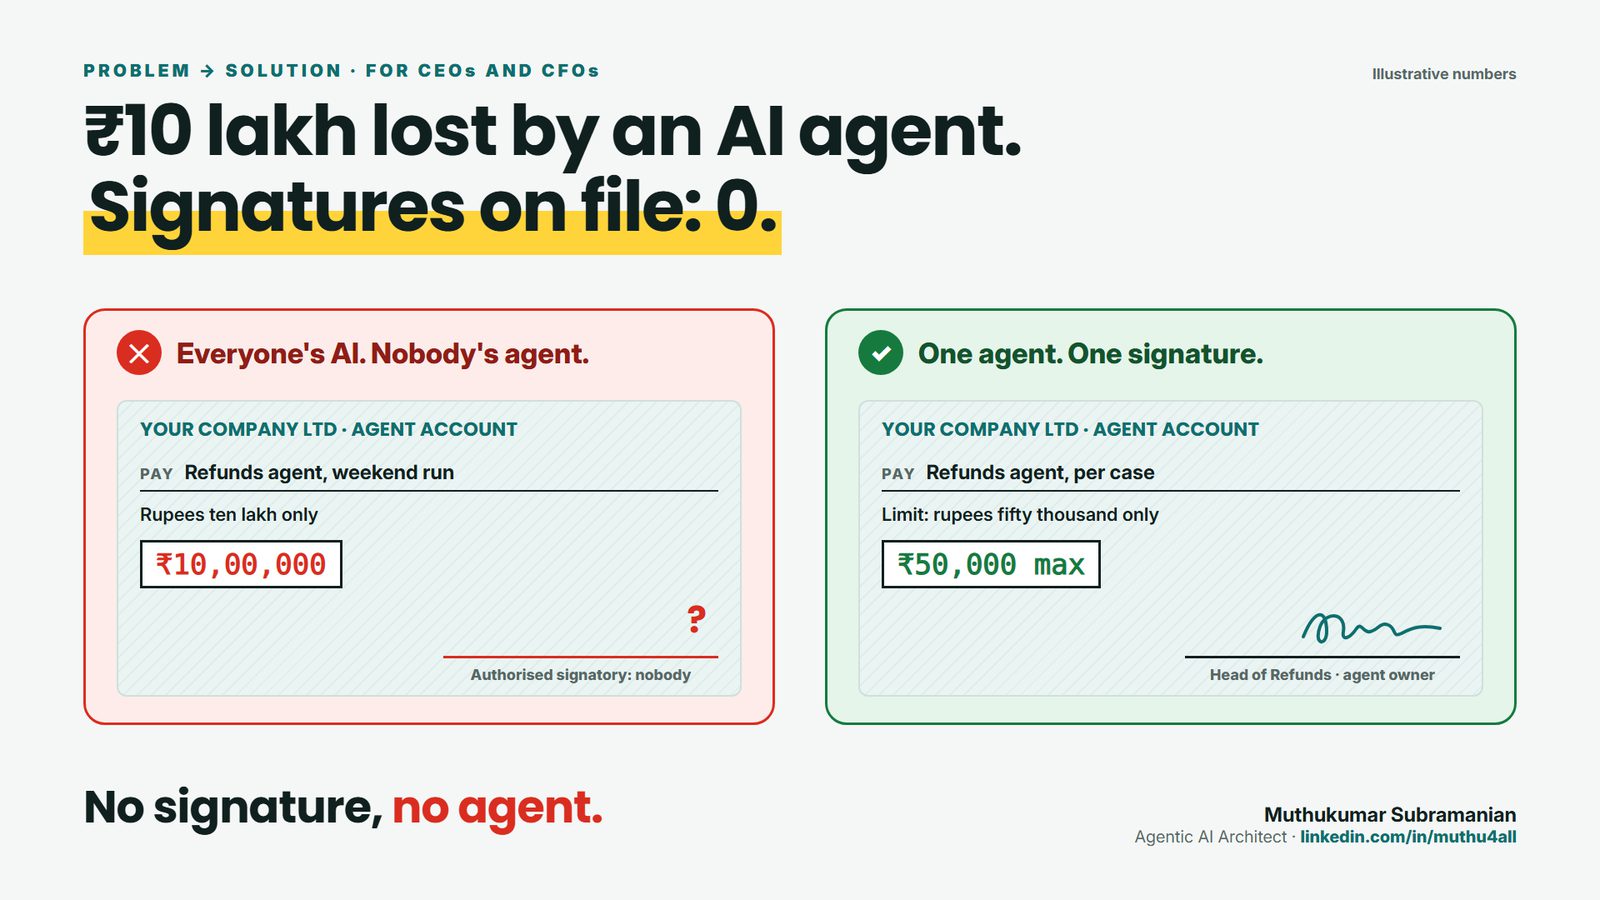 PROBLEM → SOLUTION · FOR CEOs AND CFOs
Illustrative numbers
₹10 lakh lost by an AI agent.
Signatures on file: 0.
Everyone's AI. Nobody's agent.
YOUR COMPANY LTD · AGENT ACCOUNT
PAY Refunds agent, weekend run
Rupees ten lakh only
₹10,00,000
?
Authorised signatory: nobody
One agent. One signature.
YOUR COMPANY LTD · AGENT ACCOUNT
PAY Refunds agent, per case
Limit: rupees fifty thousand only
₹50,000 max
Head of Refunds · agent owner
No signature, no agent.
Muthukumar Subramanian
Agentic AI Architect · linkedin.com/in/muthu4all